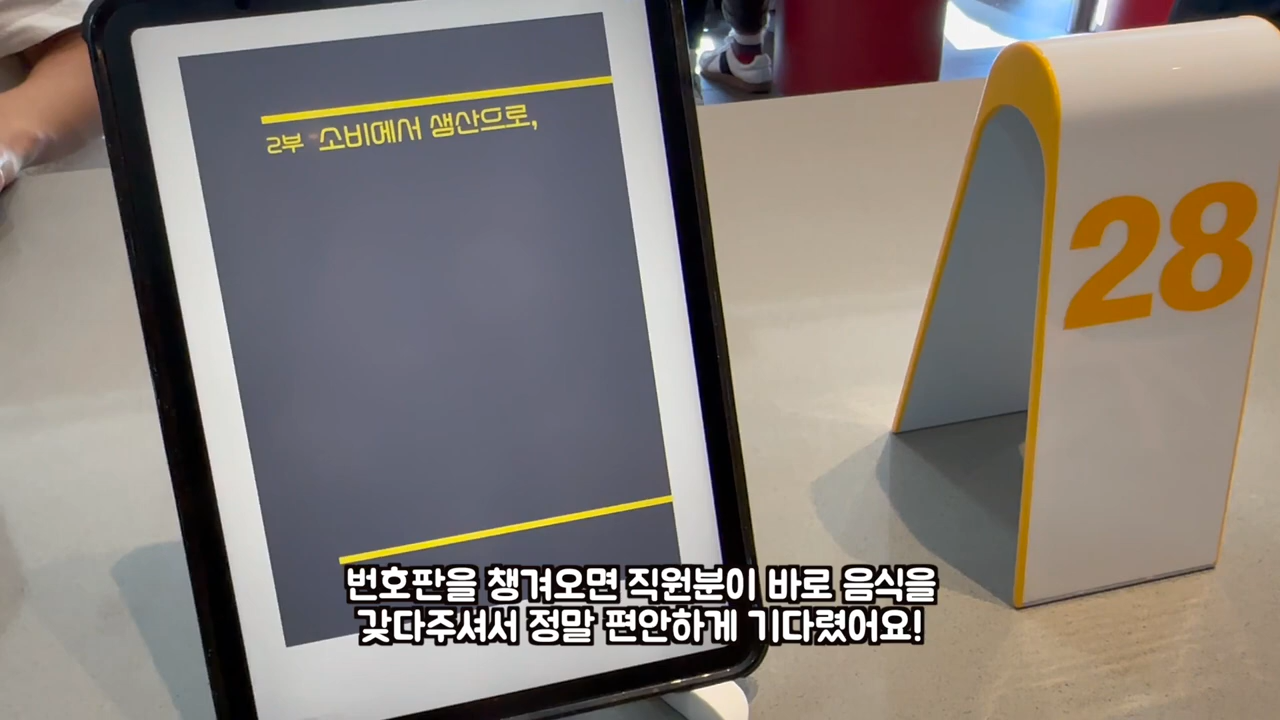 2부 소비에서 생산으로,
28
번호판을 챙겨오면 직원분이 바로 음식을
갖다주셔서 정말 편안하게 기다렸어요!